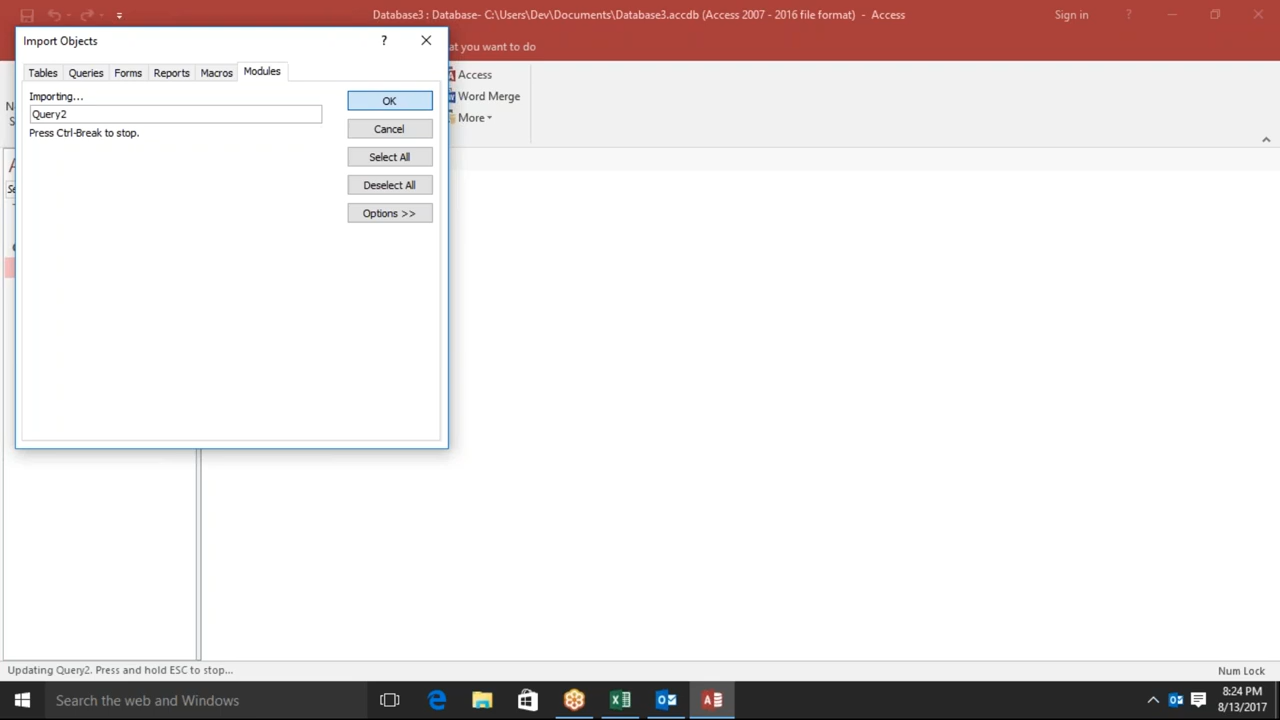 Database3 : Database- C:\Users\Dev\Documents\Database3.accdb (Access 2007 - 2016 file format) - Access
Sign in
?
Import Objects
?
at you want to do
Tables
Queries
Forms
Reports
Macros
Modules
Access
Importing...
OK
Word Merge
Query2
More
Press Ctrl-Break to stop.
Cancel
Select All
Deselect All
Options >>
Updating Query2. Press and hold ESC to stop...
Num Lock
Search the web and Windows
8:24 PM
8/13/2017